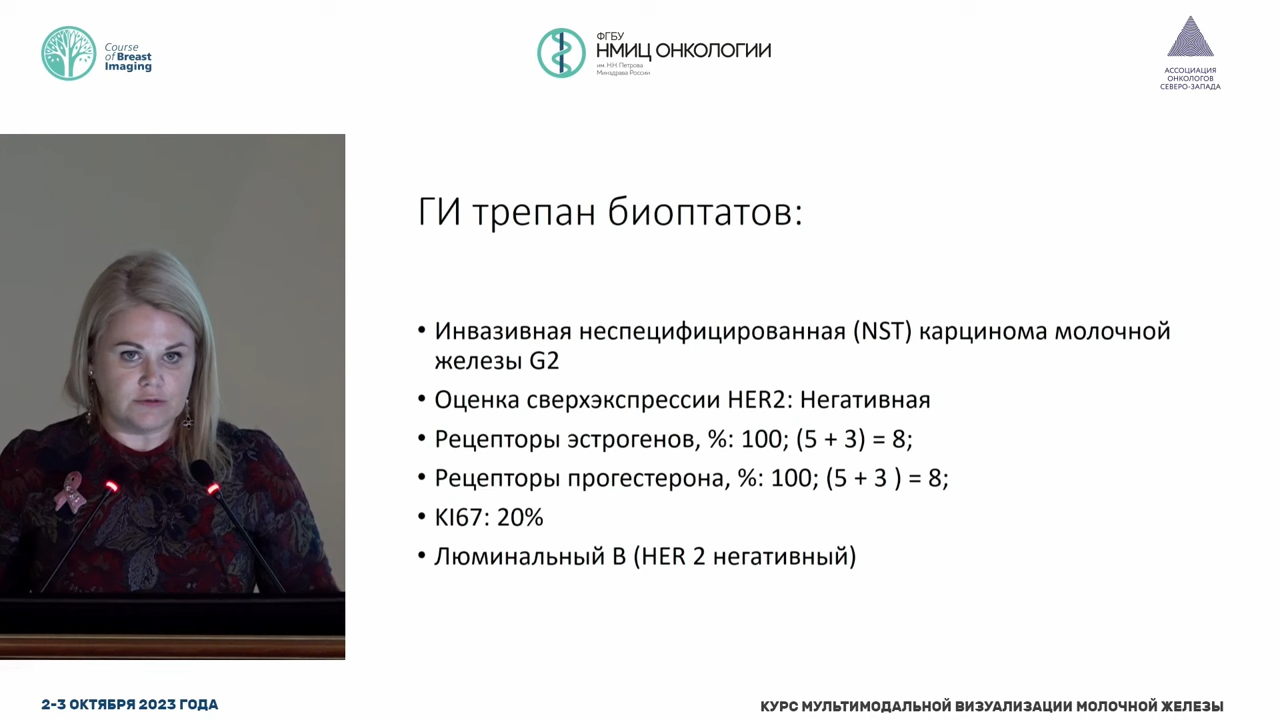 Course
of Breast
Imaging
ФГБУ
НМИЦ ОНКОЛОГИИ
им. Н.Н. Петрова
Минздрава России
АССОЦИАЦИЯ
ОНКОЛОГОВ
СЕВЕРО-ЗАПАДА
ГИ трепан биоптатов:
• Инвазивная неспецифицированная (NST) карцинома молочной
железы G2
• Оценка сверхэкспрессии HER2: Негативная
• Рецепторы эстрогенов, %: 100; (5 + 3) = 8;
• Рецепторы прогестерона, %: 100; (5 + 3 ) = 8;
• KI67: 20%
• Люминальный В (HER 2 негативный)
2-3 ОКТЯБРЯ 2023 ГОДА
КУРС МУЛЬТИМОДАЛЬНОЙ ВИЗУАЛИЗАЦИИ МОЛОЧНОЙ ЖЕЛЕЗЫ